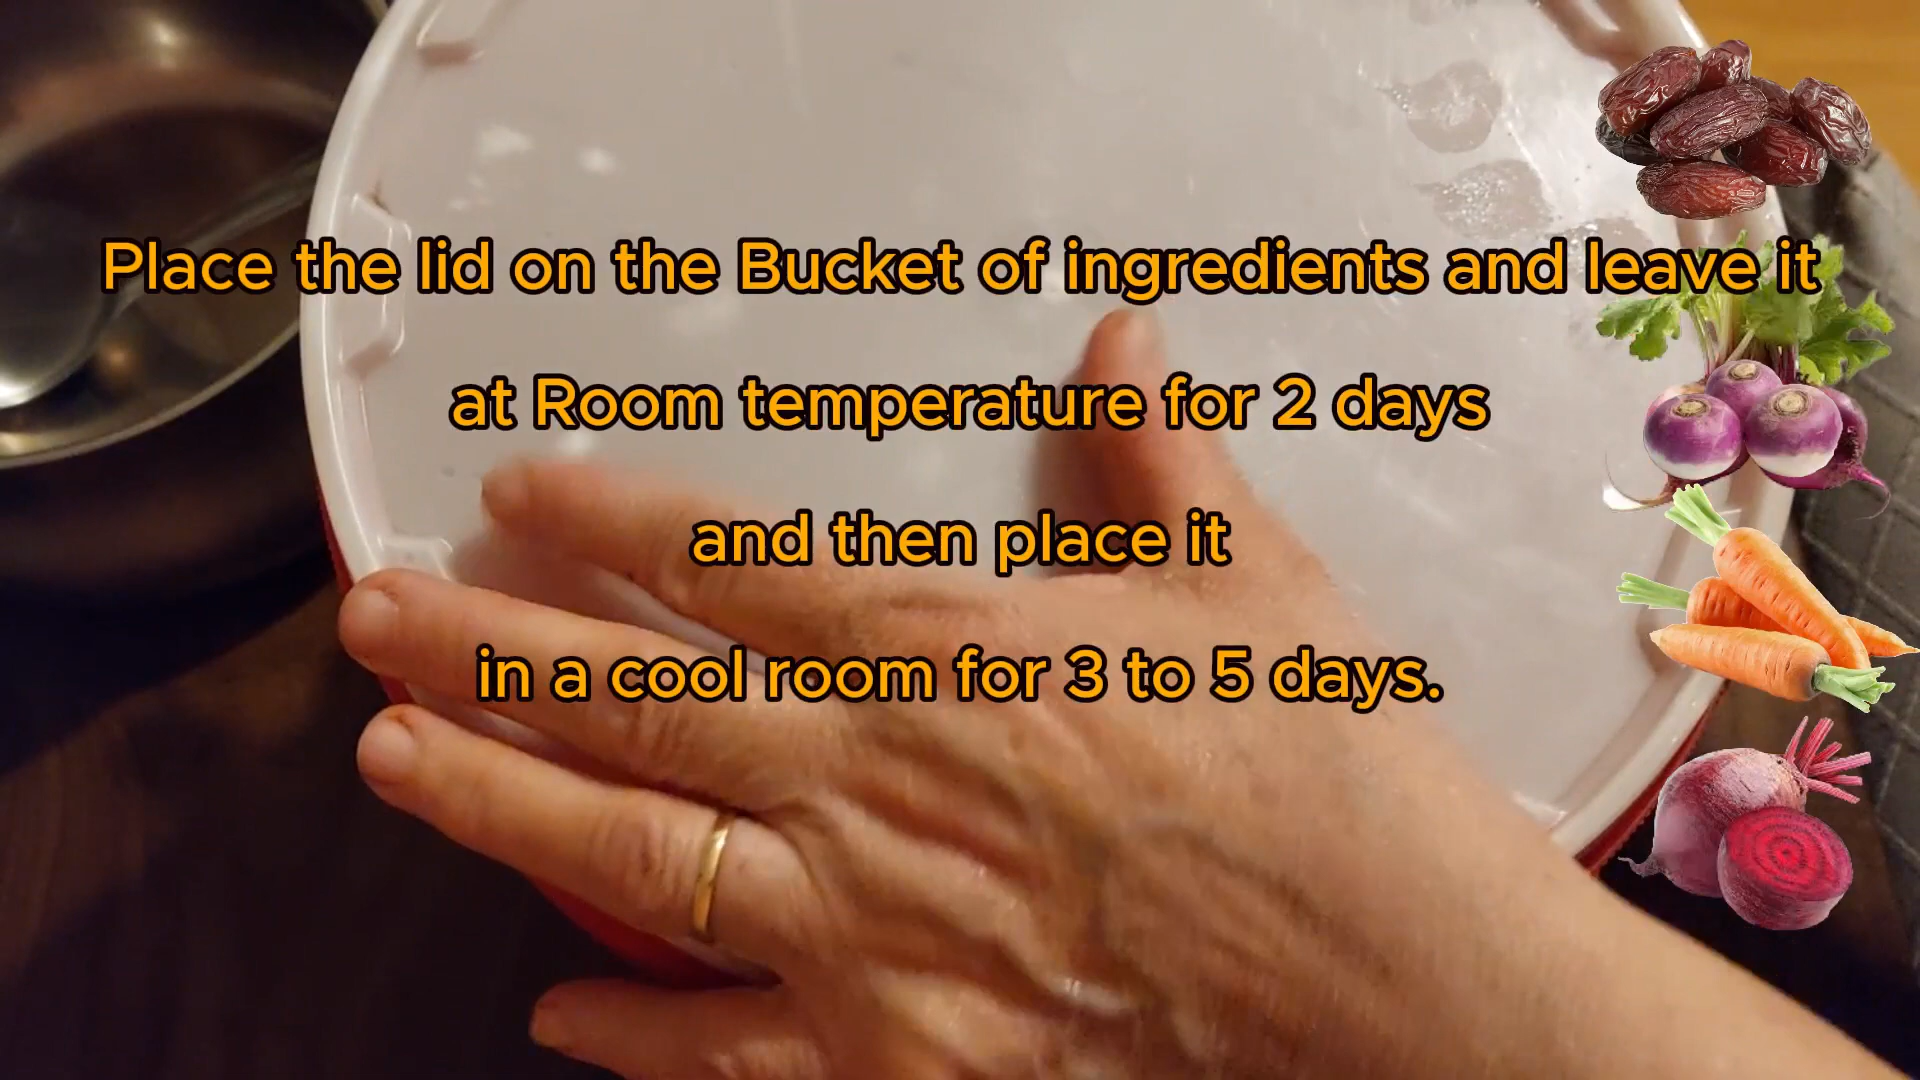 Place the lid on the Bucket of ingredients and leave it
at Room temperature for 2 days
and then place it
in a cool room for 3 to 5 days.